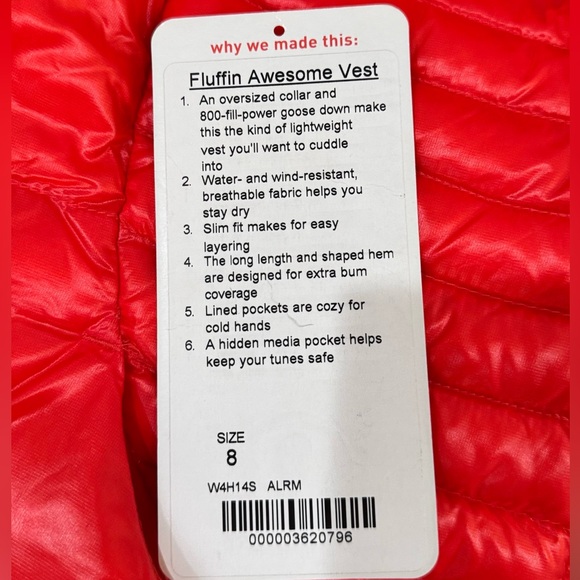 why we made this:
Fluffin Awesome Vest
1. An oversized collar and
800-fill-power goose down make
this the kind of lightweight
vest you'll want to cuddle
into
2. Water- and wind-resistant,
breathable fabric helps you
stay dry
3. Slim fit makes for easy
layering
4. The long length and shaped hem
are designed for extra bum
coverage
5. Lined pockets are cozy for
cold hands
6. A hidden media pocket helps
keep your tunes safe
SIZE
8
W4H14S ALRM
000003620796